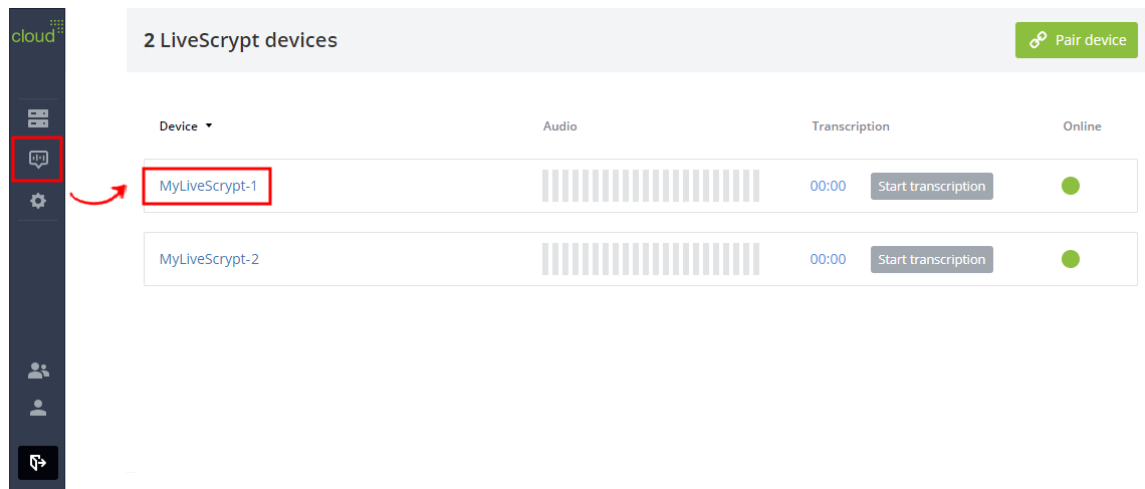 cloud
2 LiveScrypt devices
Pair device
Device
Audio
Transcription
Online
MyLiveScrypt-1
00:00
Start transcription
MyLiveScrypt-2
00:00
Start transcription